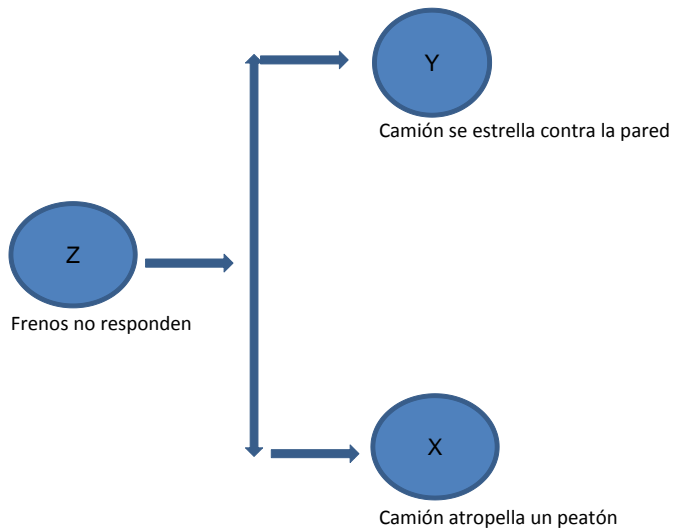 Y
Camión se estrella contra la pared
Z
Frenos no responden
X
Camión atropella un peatón